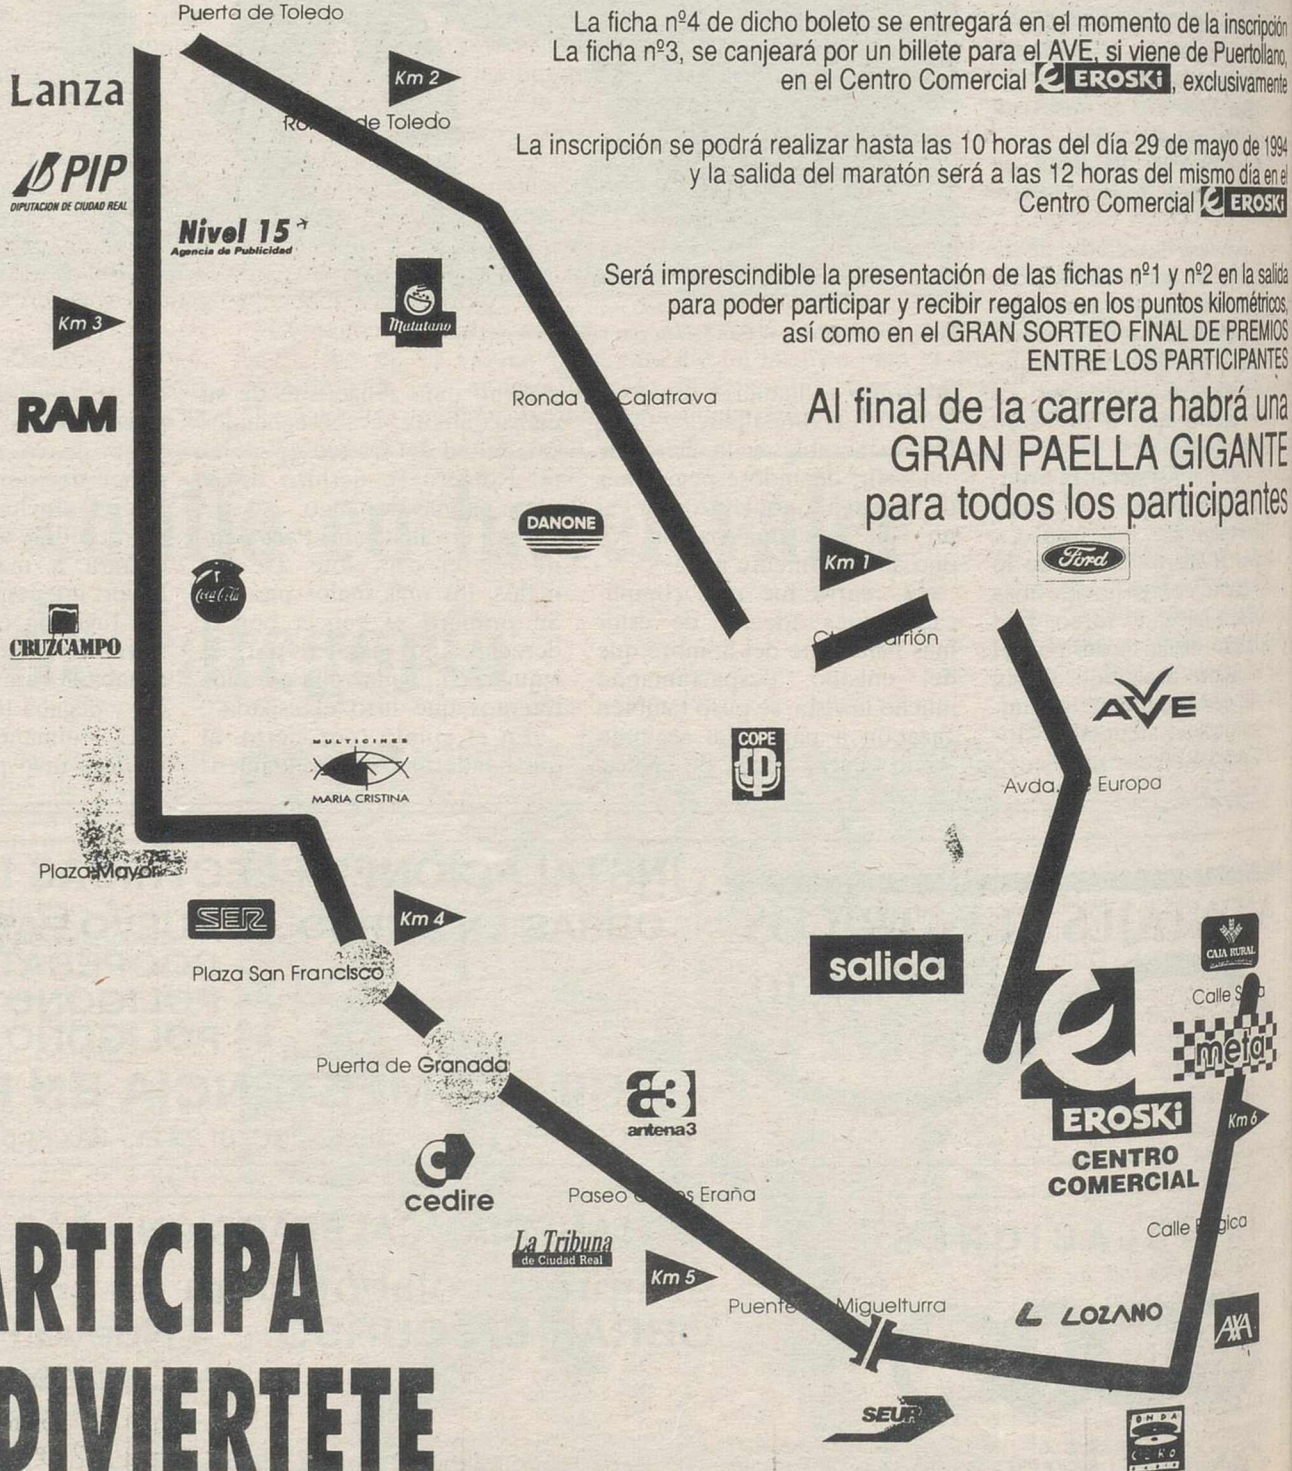 Puerta de Toledo
La ficha nº4 de dicho boleto se entregará en el momento de la inscripción
La ficha nº3, se canjeará por un billete para el AVE, si viene de Puertollano,
en el Centro Comercial e EROSKi, exclusivamente
Km 2
Lanza
de Toledo
La inscripción se podrá realizar hasta las 10 horas del día 29 de mayo de 1994
y la salida del maratón será a las 12 horas del mismo día en el
Centro Comercial e EROSKi
PIP
DIPUTACION DE CIUDAD REAL
Nivel 15
Agencia de Publicidad
Será imprescindible la presentación de las fichas nº1 y nº2 en la salida
para poder participar y recibir regalos en los puntos kilométricos,
así como en el GRAN SORTEO FINAL DE PREMIOS
ENTRE LOS PARTICIPANTES
Km 3
Matutano
RAM
Ronda Calatrava
Al final de la carrera habrá una
GRAN PAELLA GIGANTE
para todos los participantes
DANONE
Km 1
Ford
Coca Cola
CRUZCAMPO
AVE
MULTICINES
MARIA CRISTINA
COPE
Avda. Europa
Plaza Mayor
SER
Km 4
Plaza San Francisco
salida
CAJA RURAL
Calle
meta
Puerta de Granada
antena3
e
EROSKi
CENTRO
COMERCIAL
Km 6
cedire
Paseo Eraña
La Tribuna
de Ciudad Real
Km 5
Calle
Puente Miguelturra
LOZANO
AXA
ARTICIPA
DIVIERTETE
SEUR
ONDA
CERO
RADIO